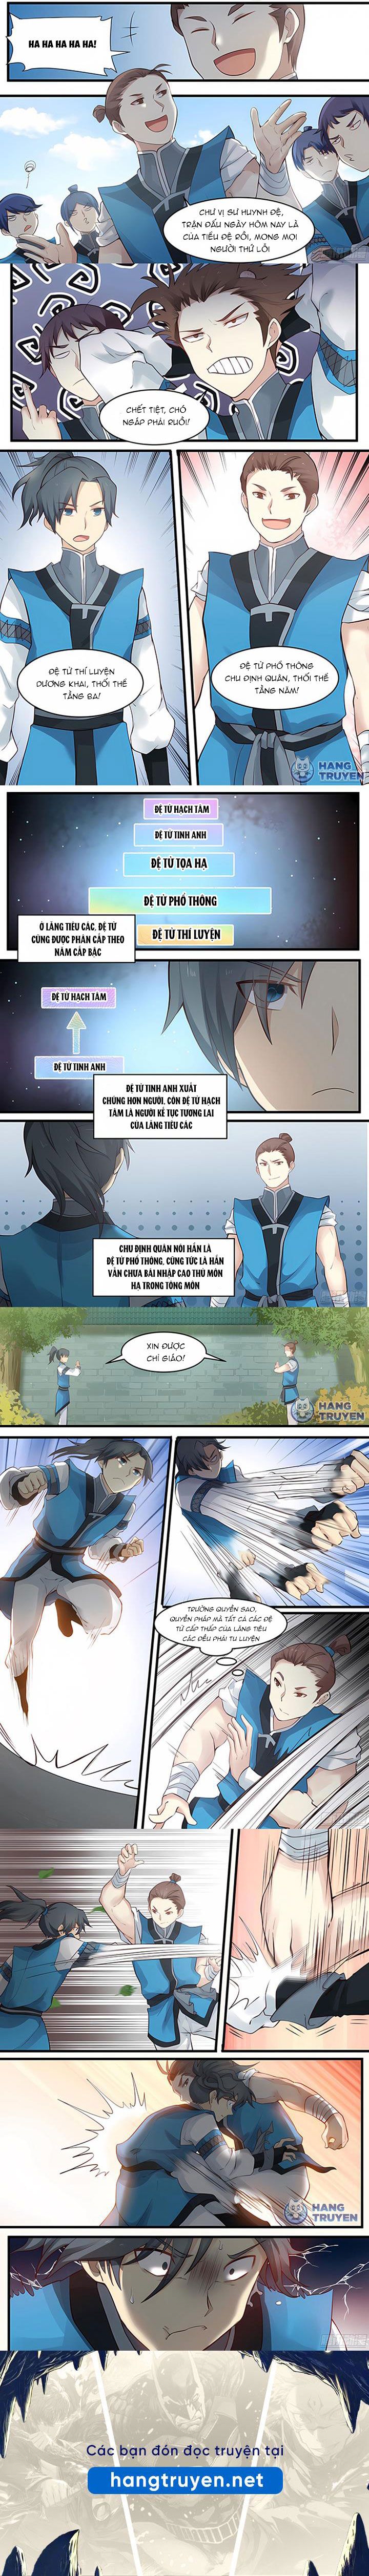 HA HA HA HA HA!
CHƯ VỊ SƯ HUYNH ĐỆ,
TRẬN ĐẤU NGÀY HÔM NAY LÀ
CỦA TIỂU ĐỆ RỒI, MONG MỌI
NGƯỜI THỨ LỖI
CHẾT TIỆT, CHÓ
NGÁP PHẢI RUỒI!
ĐỆ TỬ THÍ LUYỆN
DƯƠNG KHAI, THỐI THỂ
TẦNG BA!
ĐỆ TỬ PHỔ THÔNG
CHU ĐỊNH QUÂN, THỐI THỂ
TẦNG NĂM!
HANG
TRUYEN
ĐỆ TỬ HẠCH TÂM
ĐỆ TỬ TINH ANH
ĐỆ TỬ TỌA HẠ
ĐỆ TỬ PHỔ THÔNG
ĐỆ TỬ THÍ LUYỆN
Ở LĂNG TIÊU CÁC, ĐỆ TỬ
CŨNG ĐƯỢC PHÂN CẤP THEO
NĂM CẤP BẬC
ĐỆ TỬ HẠCH TÂM
ĐỆ TỬ TINH ANH
ĐỆ TỬ TINH ANH XUẤT
CHÚNG HƠN NGƯỜI, CÒN ĐỆ TỬ HẠCH
TÂM LÀ NGƯỜI KẾ TỤC TƯƠNG LAI
CỦA LĂNG TIÊU CÁC
CHU ĐỊNH QUÂN NÓI HẮN LÀ
ĐỆ TỬ PHỔ THÔNG, CŨNG TỨC LÀ HẮN
VẪN CHƯA BÁI NHẬP CAO THỦ MÔN
HẠ TRONG TÔNG MÔN
XIN ĐƯỢC
CHỈ GIÁO!
HANG
TRUYEN
TRƯỜNG QUYỀN SAO,
QUYỀN PHÁP MÀ TẤT CẢ CÁC ĐỆ
TỬ CẤP THẤP CỦA LĂNG TIÊU
CÁC ĐỀU PHẢI TU LUYỆN
HANG
TRUYEN
Các bạn đón đọc truyện tại
hangtruyen.net